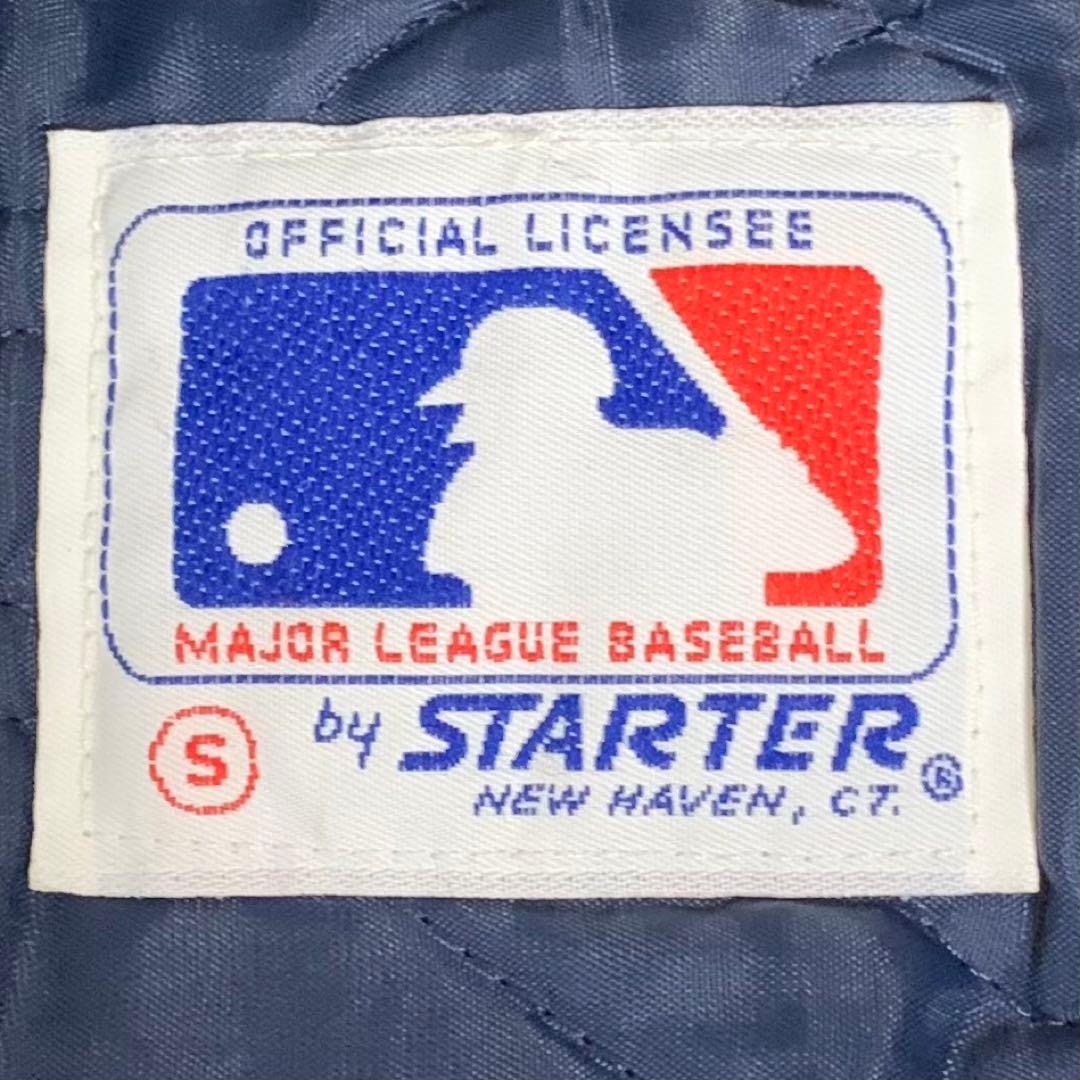 OFFICIAL LICENSEE
MAJOR LEAGUE BASEBALL
S
by STARTER ®
NEW HAVEN, CT.